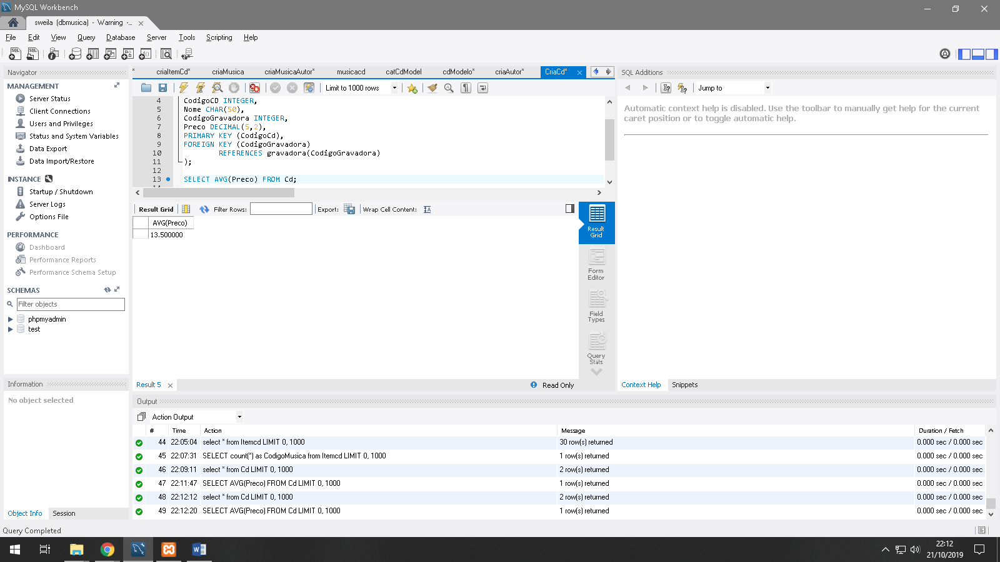 MySQL Workbench
sweila (dbmusica) - Warning -...
File Edit View Query Database Server Tools Scripting Help
Navigator
MANAGEMENT
Server Status
Client Connections
Users and Privileges
Status and System Variables
Data Export
Data Import/Restore
INSTANCE
Startup / Shutdown
Server Logs
Options File
PERFORMANCE
Dashboard
Performance Reports
Performance Schema Setup
SCHEMAS
Filter objects
phpmyadmin
test
Information
No object selected
Object Info Session
Query Completed
* criaItemCd* criaMusica criaMusicaAutor* musicacd catCdModel cdModelo* criaAutor* CriaCd*
Limit to 1000 rows
4 CodigoCD INTEGER,
5 Nome CHAR(50),
6 CodigoGravadora INTEGER,
7 Preco DECIMAL(5,2),
8 PRIMARY KEY (CodigoCd),
9 FOREIGN KEY (CodigoGravadora)
10 REFERENCES gravadora(CodigoGravadora)
11 );
12
13 SELECT AVG(Preco) FROM Cd;
14
Result Grid Filter Rows: Export: Wrap Cell Content:
AVG(Preco)
13.500000
Result
Grid
Form
Editor
Field
Types
Query
Stats
Result 5 Read Only
SQL Additions
Jump to
Automatic context help is disabled. Use the toolbar to manually get help for the current
caret position or to toggle automatic help.
Context Help Snippets
Output
Action Output
# Time Action Message Duration / Fetch
44 22:05:04 select * from Itemcd LIMIT 0, 1000 30 row(s) returned 0.000 sec / 0.000 sec
45 22:07:31 SELECT count(*) as CodigoMusica from Itemcd LIMIT 0, 1000 1 row(s) returned 0.000 sec / 0.000 sec
46 22:09:11 select * from Cd LIMIT 0, 1000 2 row(s) returned 0.000 sec / 0.000 sec
47 22:11:47 SELECT AVG(Preco) FROM Cd LIMIT 0, 1000 1 row(s) returned 0.000 sec / 0.000 sec
48 22:12:12 select * from Cd LIMIT 0, 1000 2 row(s) returned 0.000 sec / 0.000 sec
49 22:12:20 SELECT AVG(Preco) FROM Cd LIMIT 0, 1000 1 row(s) returned 0.000 sec / 0.000 sec
22:12
21/10/2019